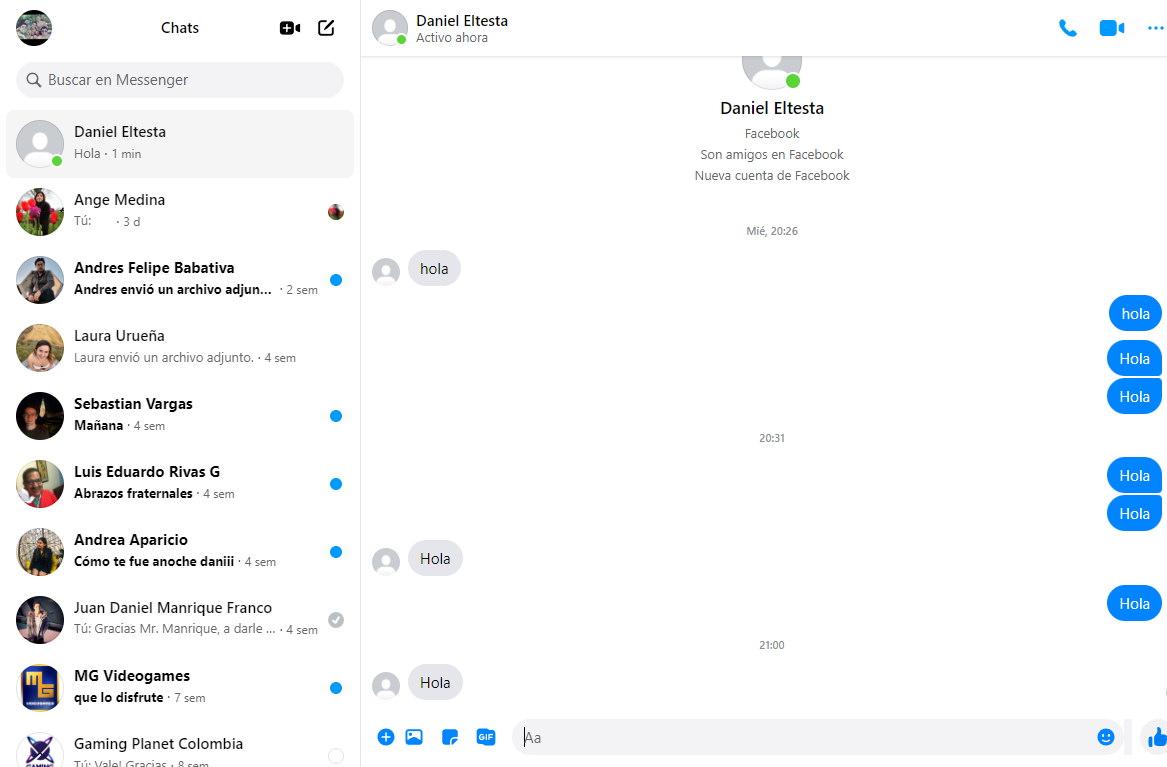 Chats
Buscar en Messenger
Daniel Eltesta
Hola · 1 min
Ange Medina
Tú: · 3 d
Andres Felipe Babativa
Andres envió un archivo adjun... · 2 sem
Laura Urueña
Laura envió un archivo adjunto. · 4 sem
Sebastian Vargas
Mañana · 4 sem
Luis Eduardo Rivas G
Abrazos fraternales · 4 sem
Andrea Aparicio
Cómo te fue anoche daniii · 4 sem
Juan Daniel Manrique Franco
Tú: Gracias Mr. Manrique, a darle ... · 4 sem
MG
MG Videogames
que lo disfrute · 7 sem
Gaming Planet Colombia
Tú: Vale! Gracias · 8 sem
Daniel Eltesta
Activo ahora
Daniel Eltesta
Facebook
Son amigos en Facebook
Nueva cuenta de Facebook
Mié, 20:26
hola
hola
Hola
Hola
20:31
Hola
Hola
Hola
Hola
21:00
Hola
GIF
Aa